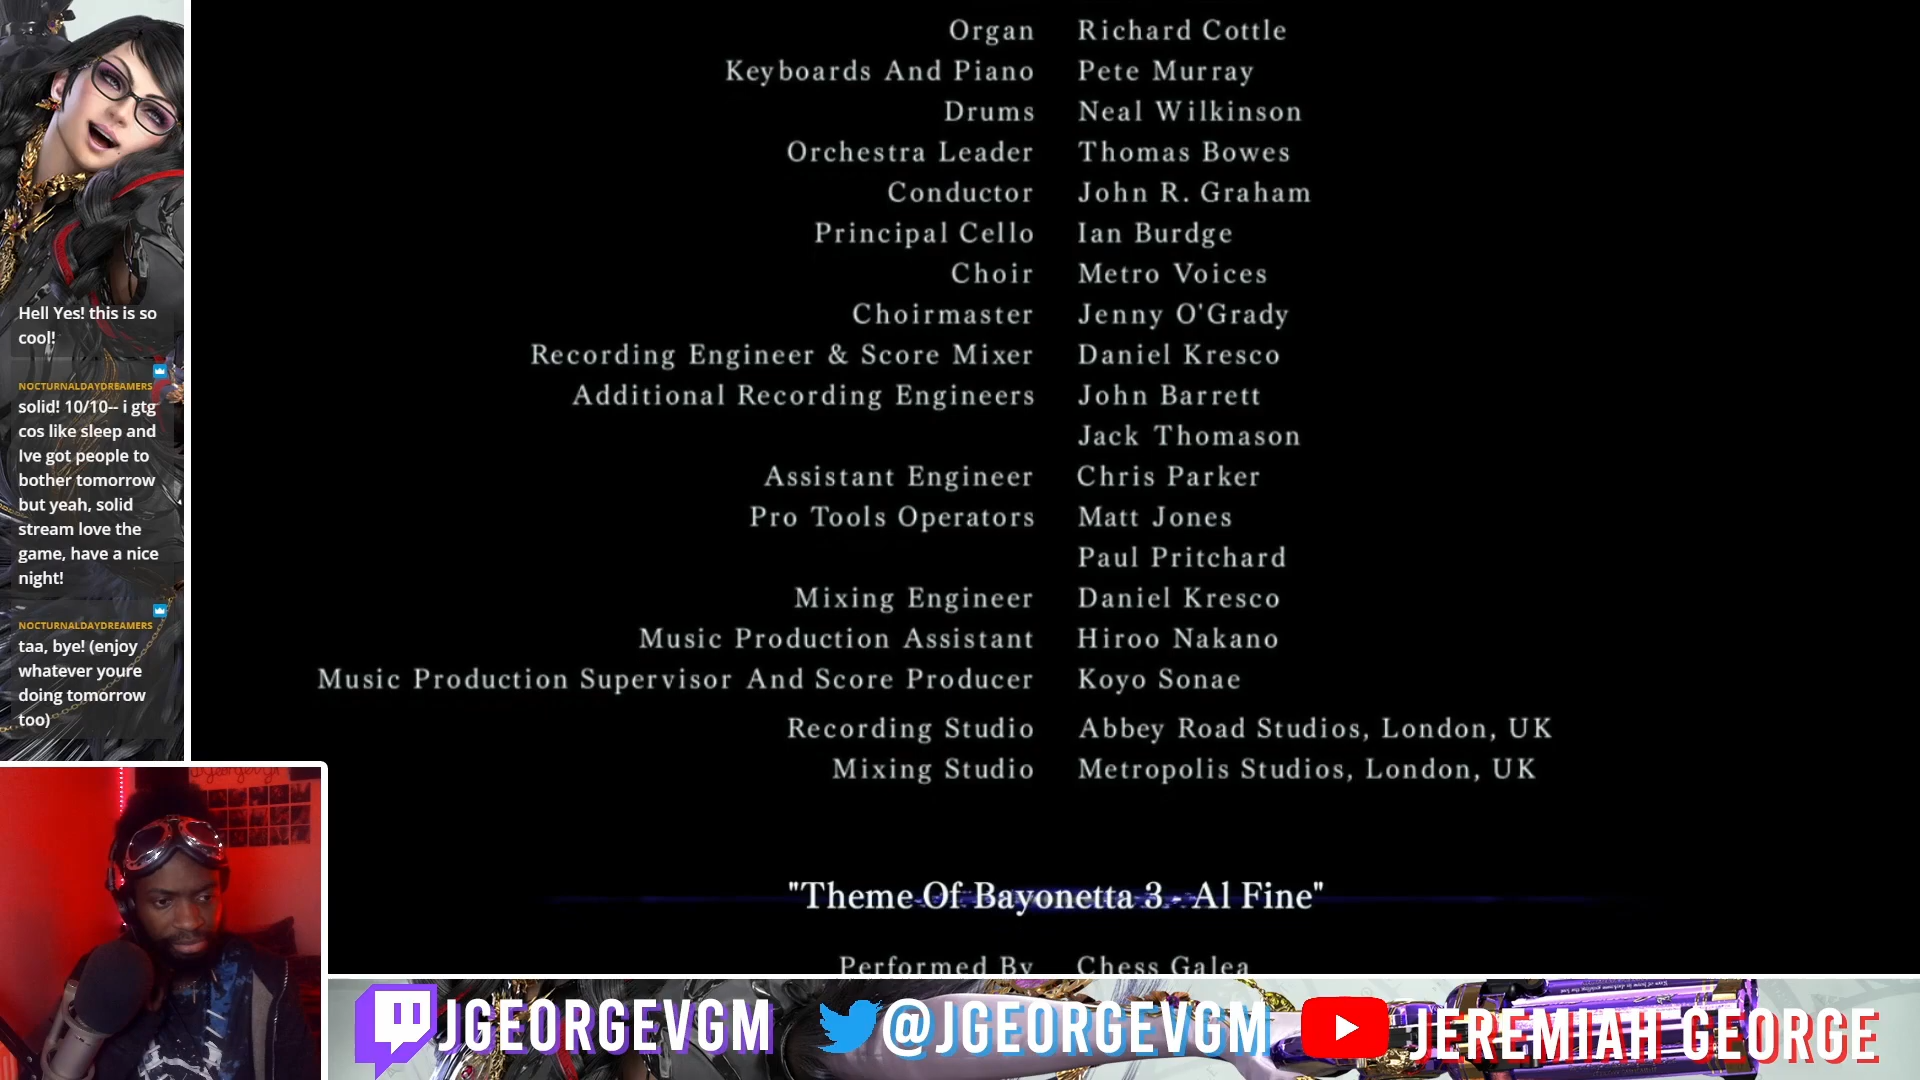 Organ Richard Cottle
Keyboards And Piano Pete Murray
Drums Neal Wilkinson
Orchestra Leader Thomas Bowes
Conductor John R. Graham
Principal Cello Ian Burdge
Choir Metro Voices
Choirmaster Jenny O'Grady
Recording Engineer & Score Mixer Daniel Kresco
Additional Recording Engineers John Barrett
Jack Thomason
Assistant Engineer Chris Parker
Pro Tools Operators Matt Jones
Paul Pritchard
Mixing Engineer Daniel Kresco
Music Production Assistant Hiroo Nakano
Music Production Supervisor And Score Producer Koyo Sonae
Recording Studio Abbey Road Studios, London, UK
Mixing Studio Metropolis Studios, London, UK
"Theme Of Bayonetta 3 - Al Fine"
Performed By Chess Galea
Hell Yes! this is so
cool!
NOCTURNALDAYDREAMERS
solid! 10/10-- i gtg
cos like sleep and
Ive got people to
bother tomorrow
but yeah, solid
stream love the
game, have a nice
night!
NOCTURNALDAYDREAMERS
taa, bye! (enjoy
whatever youre
doing tomorrow
too)
@georgevgm
JGEORGEVGM @JGEORGEVGM JEREMIAH GEORGE